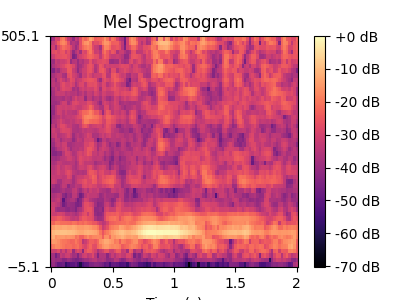 Mel Spectrogram
505.1
-5.1
0
0.5
1
1.5
2
+0 dB
-10 dB
-20 dB
-30 dB
-40 dB
-50 dB
-60 dB
-70 dB